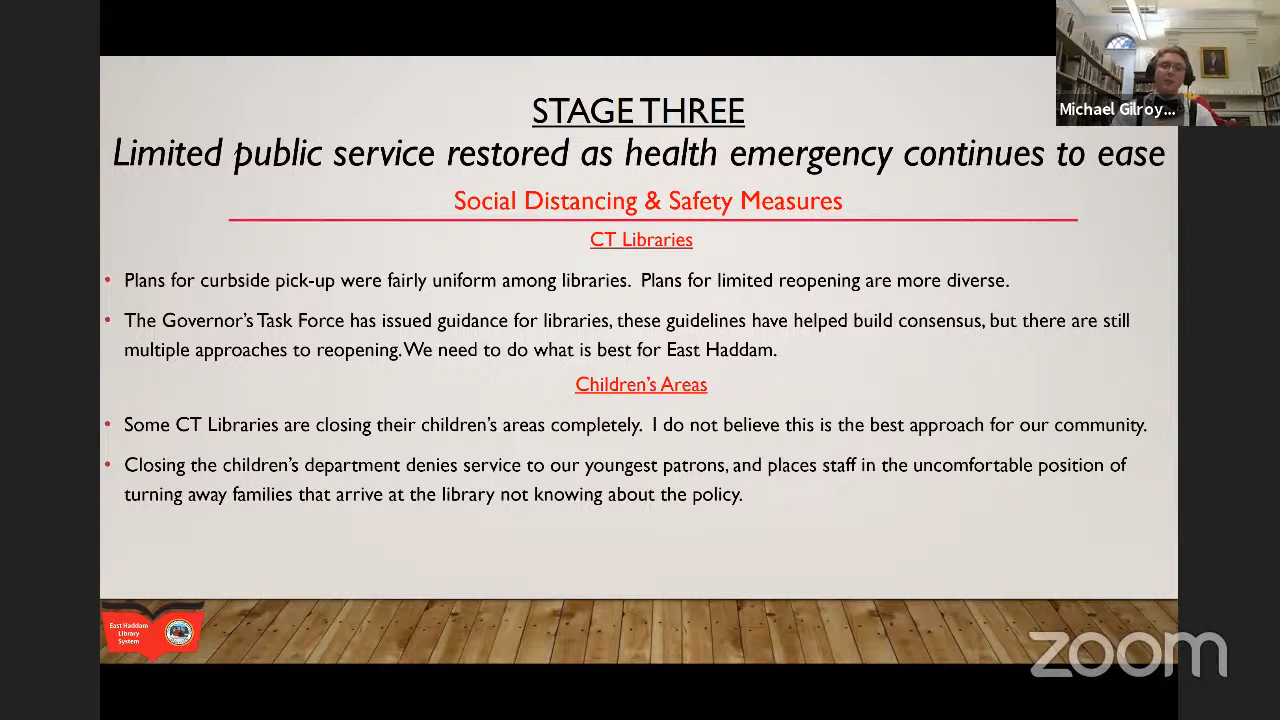 STAGE THREE
Limited public service restored as health emergency continues to ease
Social Distancing & Safety Measures
CT Libraries
• Plans for curbside pick-up were fairly uniform among libraries. Plans for limited reopening are more diverse.
• The Governor's Task Force has issued guidance for libraries, these guidelines have helped build consensus, but there are still
multiple approaches to reopening. We need to do what is best for East Haddam.
Children's Areas
• Some CT Libraries are closing their children's areas completely. I do not believe this is the best approach for our community.
• Closing the children's department denies service to our youngest patrons, and places staff in the uncomfortable position of
turning away families that arrive at the library not knowing about the policy.
Michael Gilroy...
East Haddam
Library
System
zoom